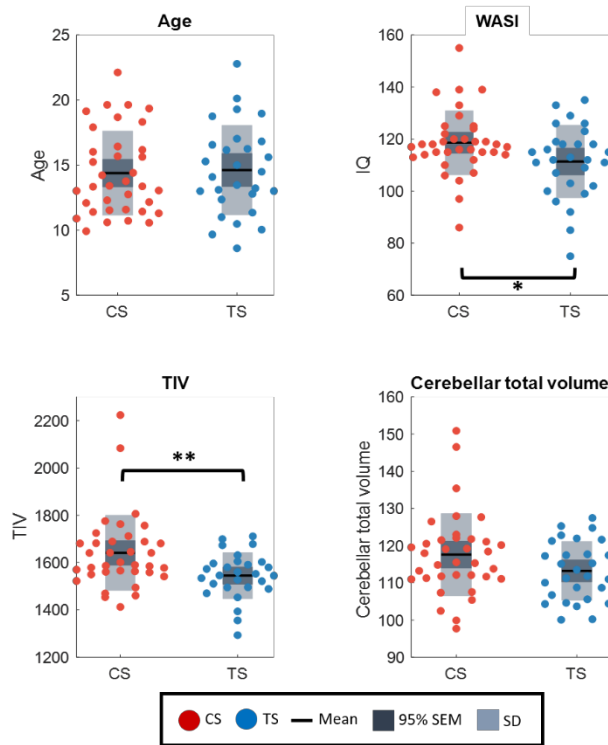 Age
25
20
15
10
5
Age
CS
TS
WASI
160
140
120
100
80
60
IQ
*
CS
TS
TIV
2200
2000
1800
1600
1400
1200
TIV
**
CS
TS
Cerebellar total volume
160
150
140
130
120
110
100
90
Cerebellar total volume
CS
TS
CS TS Mean 95% SEM SD